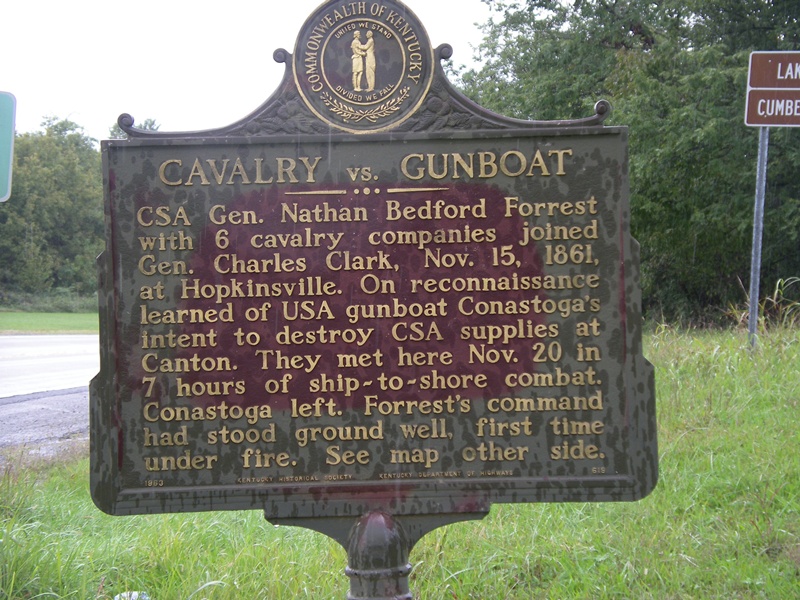 COMMONWEALTH OF KENTUCKY
UNITED WE STAND
DIVIDED WE FALL
CAVALRY vs. GUNBOAT
CSA Gen. Nathan Bedford Forrest
with 6 cavalry companies joined
Gen. Charles Clark, Nov. 15, 1861,
at Hopkinsville. On reconnaissance
learned of USA gunboat Conastoga's
intent to destroy CSA supplies at
Canton. They met here Nov. 20 in
7 hours of ship-to-shore combat.
Conastoga left. Forrest's command
had stood ground well, first time
under fire. See map other side.
1963 KENTUCKY HISTORICAL SOCIETY KENTUCKY DEPARTMENT OF HIGHWAYS 615
LAK
CUMBE